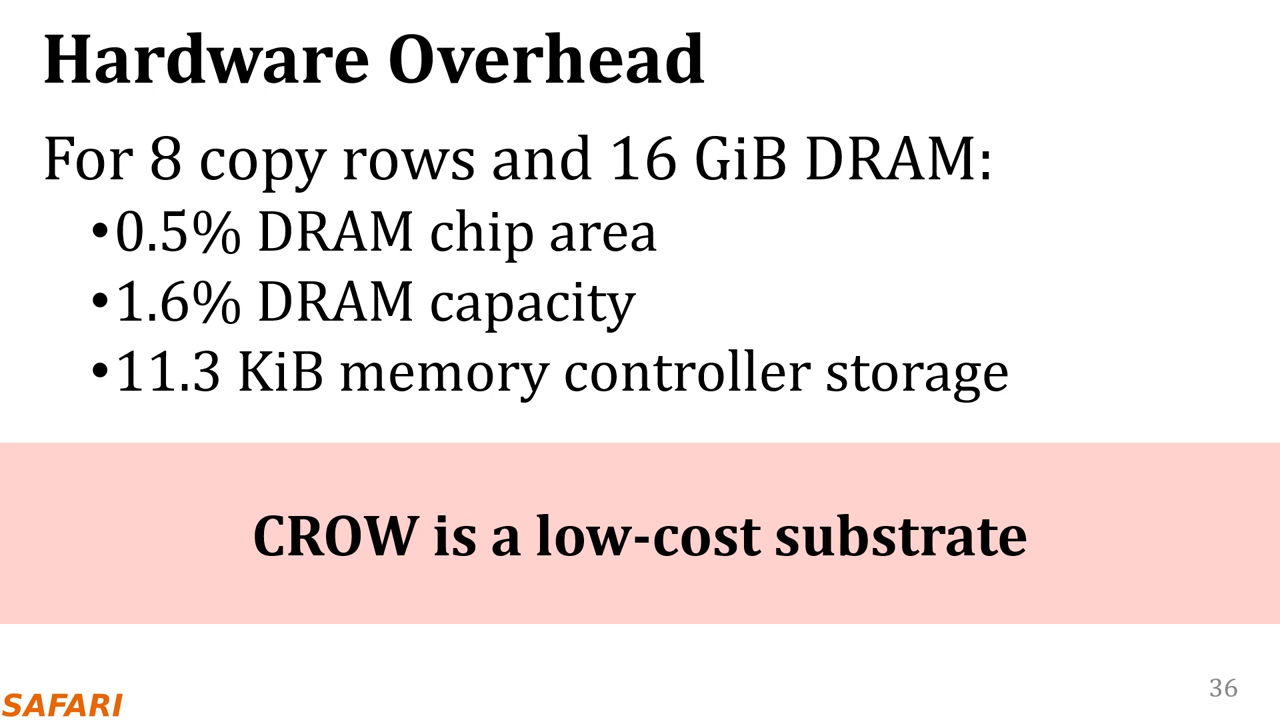 Hardware Overhead
For 8 copy rows and 16 GiB DRAM:
•0.5% DRAM chip area
•1.6% DRAM capacity
•11.3 KiB memory controller storage
CROW is a low-cost substrate
36
SAFARI